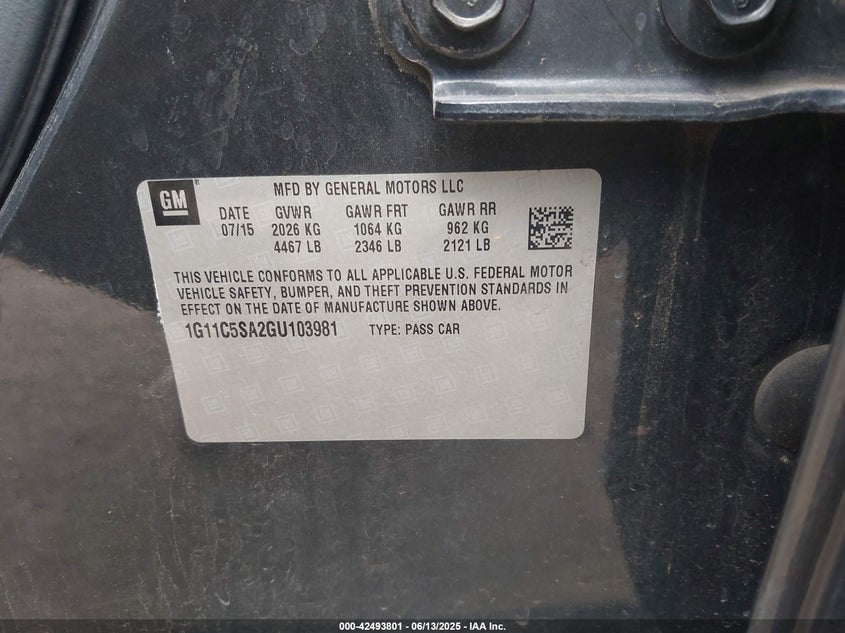 GM
MFD BY GENERAL MOTORS LLC
DATE GVWR GAWR FRT GAWR RR
07/15 2026 KG 1064 KG 962 KG
4467 LB 2346 LB 2121 LB
THIS VEHICLE CONFORMS TO ALL APPLICABLE U.S. FEDERAL MOTOR
VEHICLE SAFETY, BUMPER, AND THEFT PREVENTION STANDARDS IN
EFFECT ON THE DATE OF MANUFACTURE SHOWN ABOVE.
1G11C5SA2GU103981 TYPE: PASS CAR
000-42493801 - 06/13/2025 - IAA Inc.